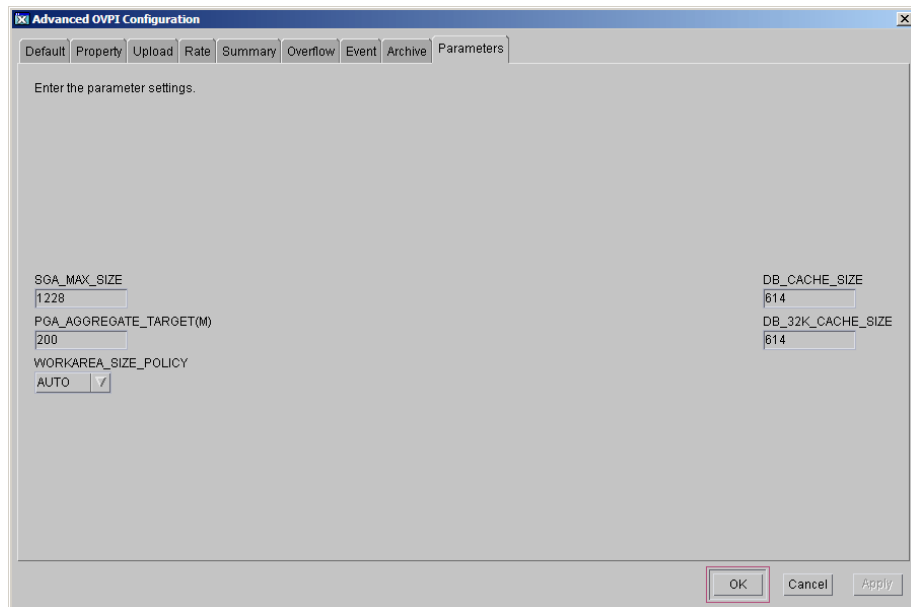 Advanced OVPI Configuration
Default Property Upload Rate Summary Overflow Event Archive Parameters
Enter the parameter settings.
SGA_MAX_SIZE DB_CACHE_SIZE
1228 614
PGA_AGGREGATE_TARGET(M) DB_32K_CACHE_SIZE
200 614
WORKAREA_SIZE_POLICY
AUTO
OK Cancel Apply